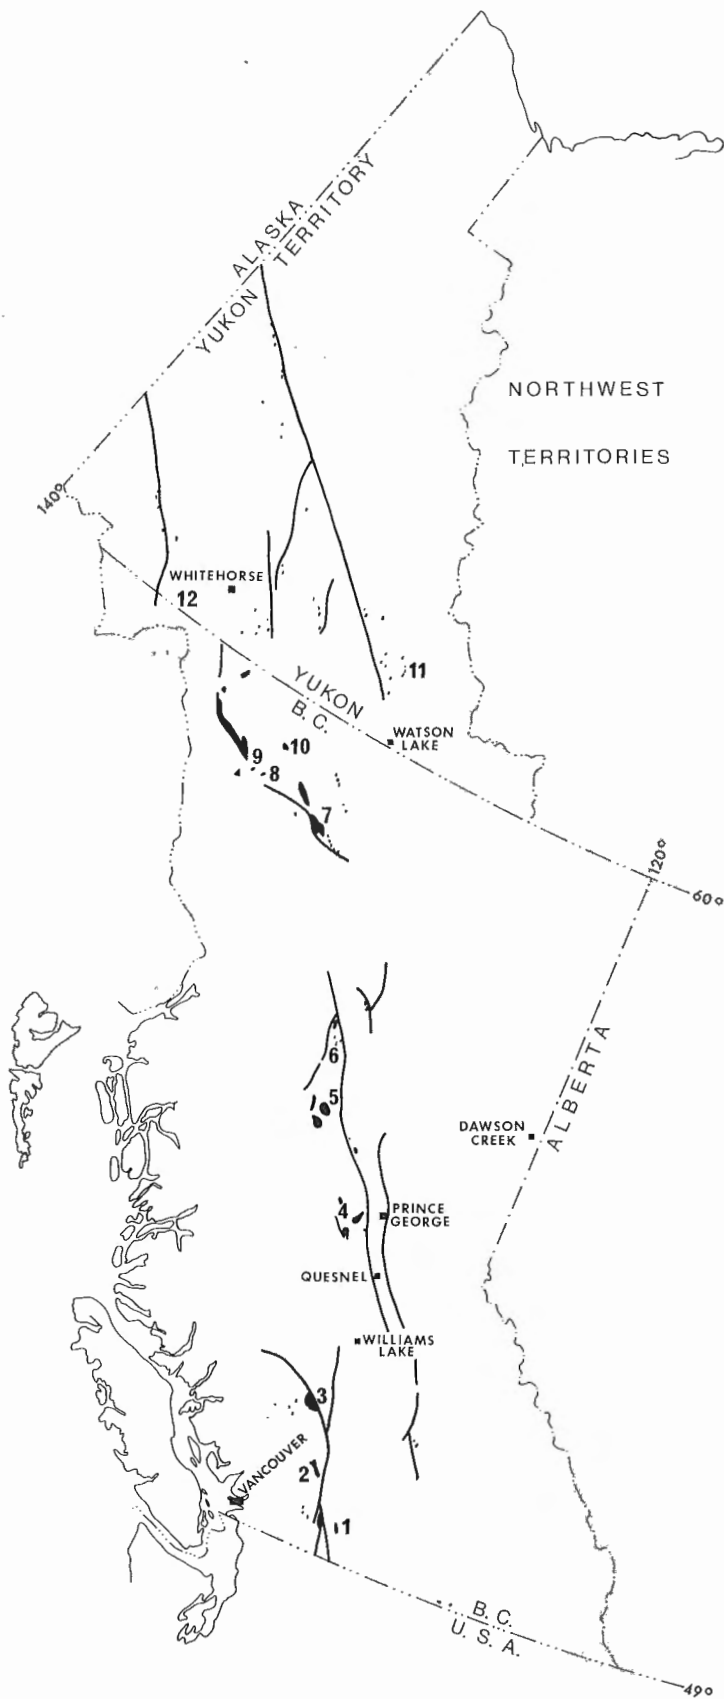 ALASKA
TERRITORY
YUKON
NORTHWEST
TERRITORIES
140°
WHITEHORSE
12
11
YUKON
B.C.
WATSON
LAKE
10
9
8
7
120°
60°
6
5
ALBERTA
DAWSON
CREEK
4
PRINCE
GEORGE
QUESNEL
WILLIAMS
LAKE
3
VANCOUVER
2
1
B.C.
U.S.A.
49°